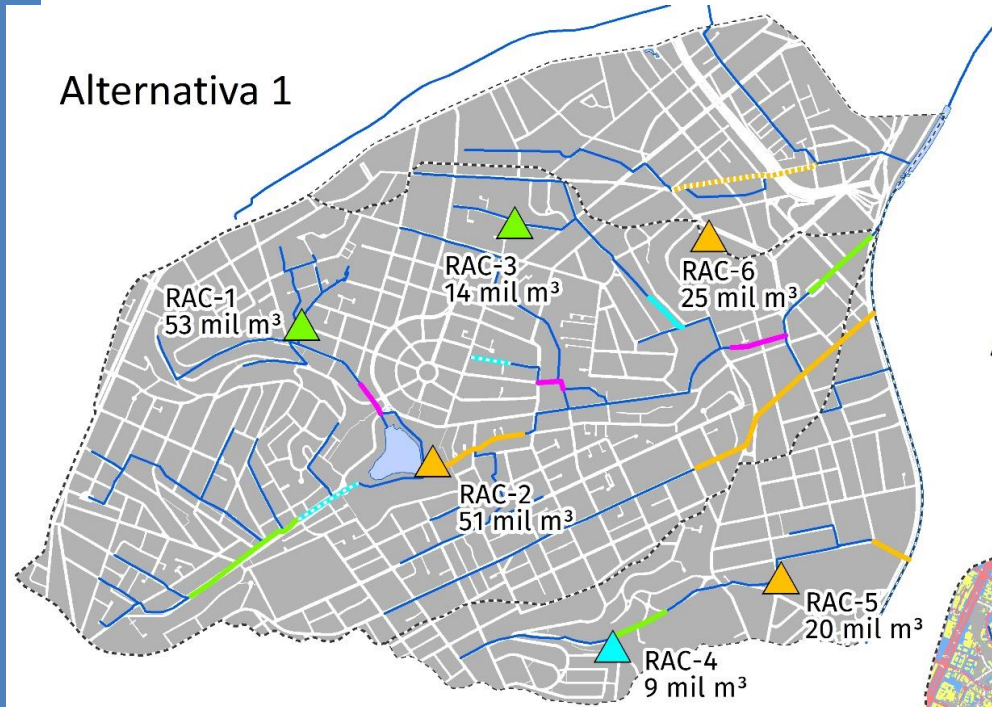 Alternativa 1
RAC-3
14 mil m³
RAC-6
25 mil m³
RAC-1
53 mil m³
RAC-2
51 mil m³
RAC-5
20 mil m³
RAC-4
9 mil m³